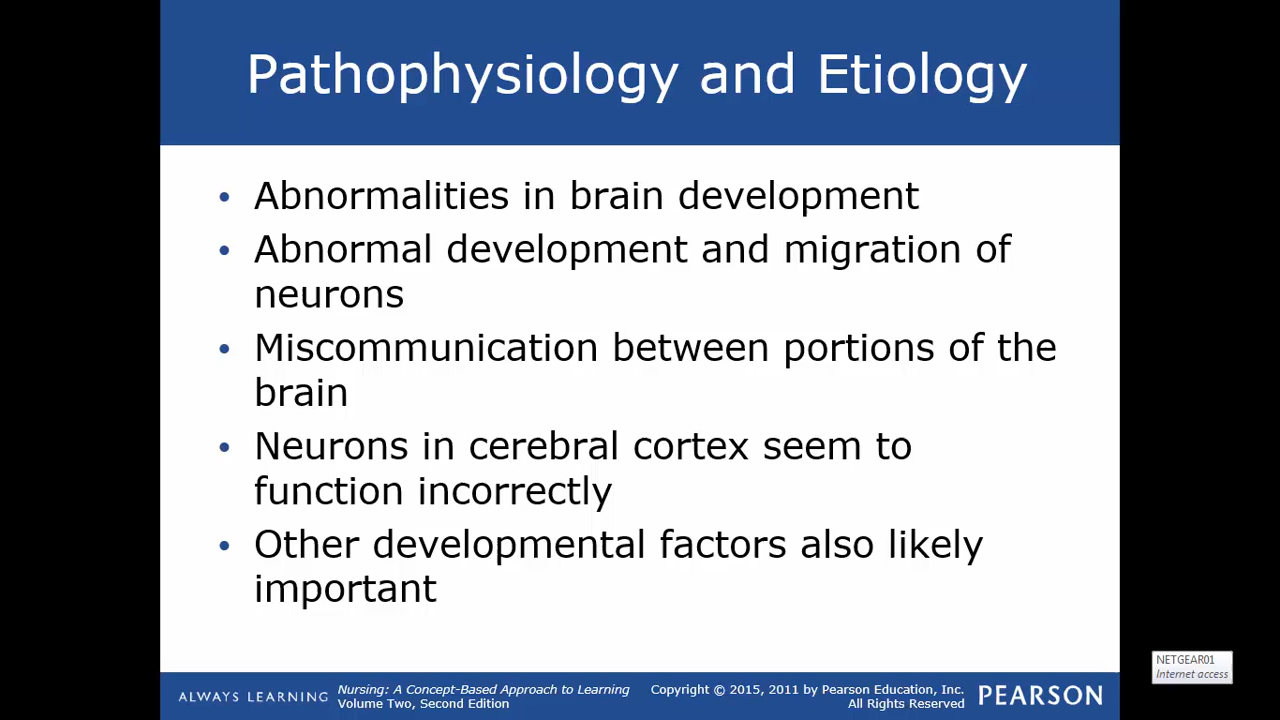 Pathophysiology and Etiology
• Abnormalities in brain development
• Abnormal development and migration of
neurons
• Miscommunication between portions of the
brain
• Neurons in cerebral cortex seem to
function incorrectly
• Other developmental factors also likely
important
NETGEAR01
Internet access
ALWAYS LEARNING
Nursing: A Concept-Based Approach to Learning
Volume Two, Second Edition
Copyright © 2015, 2011 by Pearson Education, Inc.
All Rights Reserved
PEARSON